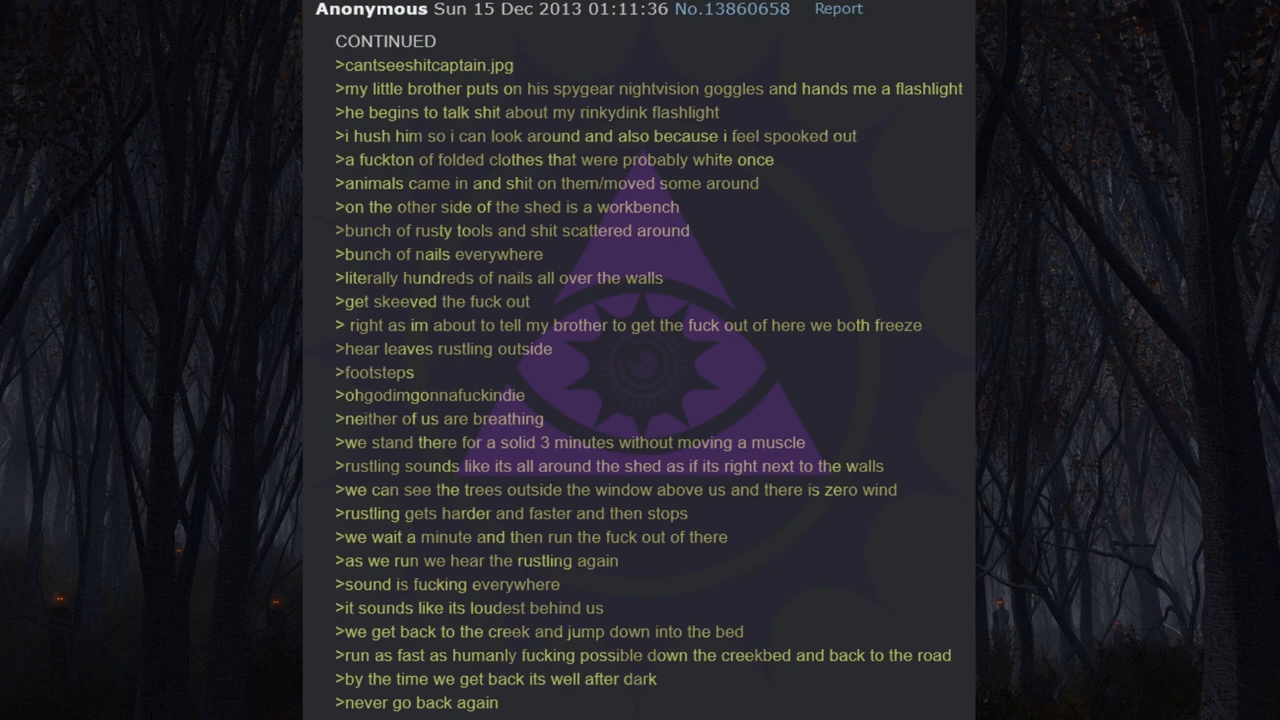 Anonymous Sun 15 Dec 2013 01:11:36 No.13860658 Report
CONTINUED
>cantseeshitcaptain.jpg
>my little brother puts on his spygear nightvision goggles and hands me a flashlight
>he begins to talk shit about my rinkydink flashlight
>i hush him so i can look around and also because i feel spooked out
>a fuckton of folded clothes that were probably white once
>animals came in and shit on them/moved some around
>on the other side of the shed is a workbench
>bunch of rusty tools and shit scattered around
>bunch of nails everywhere
>literally hundreds of nails all over the walls
>get skeeved the fuck out
> right as im about to tell my brother to get the fuck out of here we both freeze
>hear leaves rustling outside
>footsteps
>ohgodimgonnafuckindie
>neither of us are breathing
>we stand there for a solid 3 minutes without moving a muscle
>rustling sounds like its all around the shed as if its right next to the walls
>we can see the trees outside the window above us and there is zero wind
>rustling gets harder and faster and then stops
>we wait a minute and then run the fuck out of there
>as we run we hear the rustling again
>sound is fucking everywhere
>it sounds like its loudest behind us
>we get back to the creek and jump down into the bed
>run as fast as humanly fucking possible down the creekbed and back to the road
>by the time we get back its well after dark
>never go back again